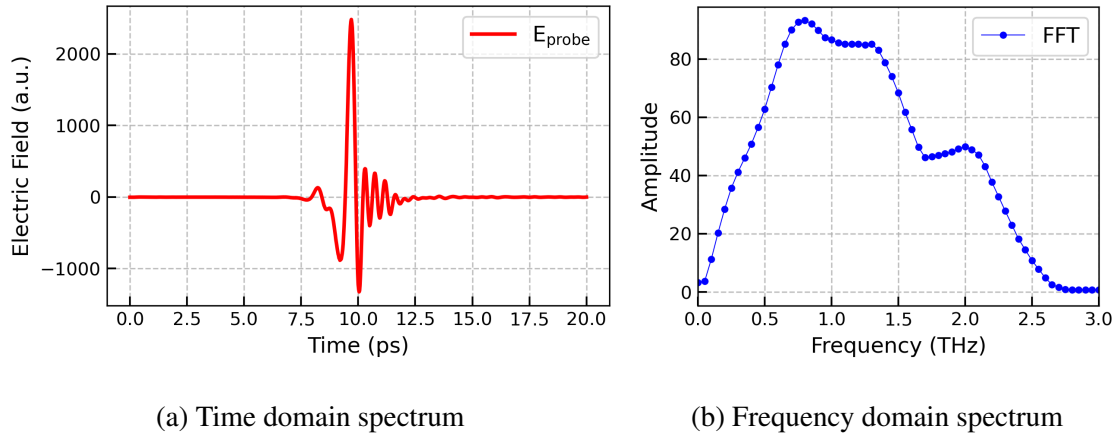 E_probe
2000
1000
0
−1000
Electric Field (a.u.)
0.0 2.5 5.0 7.5 10.0 12.5 15.0 17.5 20.0
Time (ps)
(a) Time domain spectrum
FFT
80
60
40
20
0
Amplitude
0.0 0.5 1.0 1.5 2.0 2.5 3.0
Frequency (THz)
(b) Frequency domain spectrum